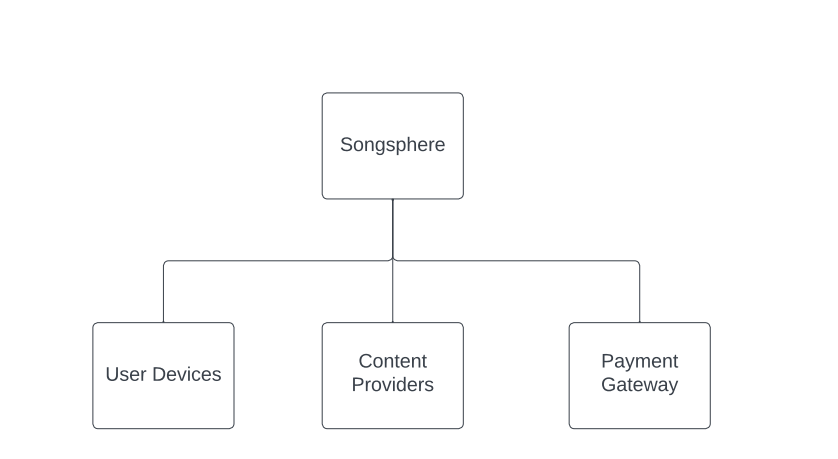 Songsphere
User Devices
Content
Providers
Payment
Gateway